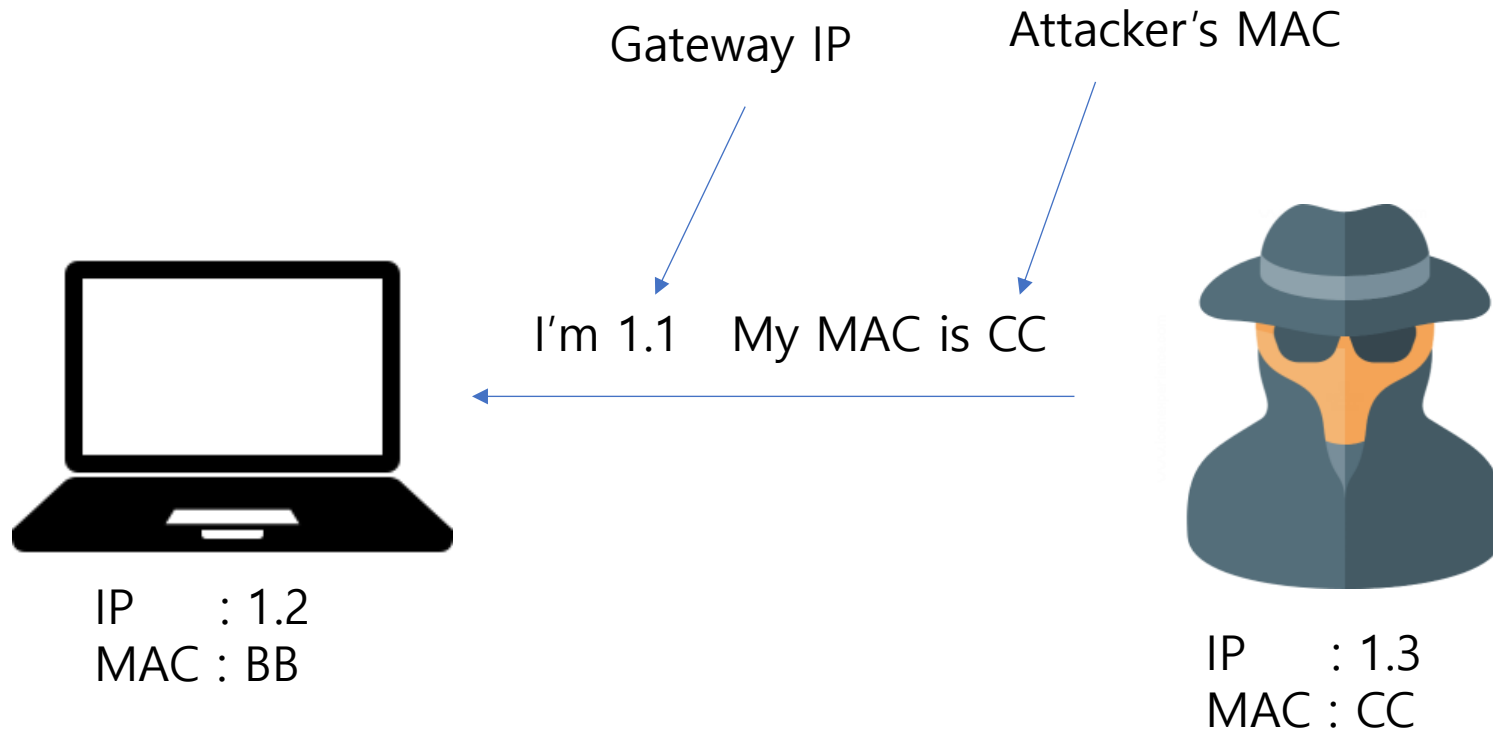 Gateway IP
Attacker's MAC
I'm 1.1 My MAC is CC
IP : 1.2
MAC : BB
IP : 1.3
MAC : CC